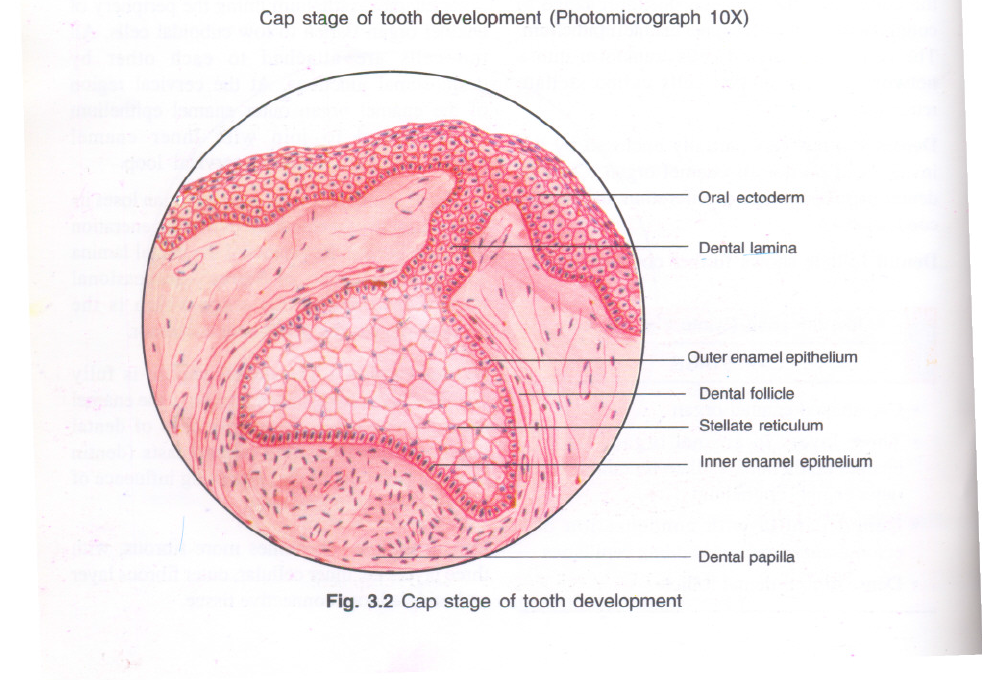 Cap stage of tooth development (Photomicrograph 10X)
Oral ectoderm
Dental lamina
Outer enamel epithelium
Dental follicle
Stellate reticulum
Inner enamel epithelium
Dental papilla
Fig. 3.2 Cap stage of tooth development